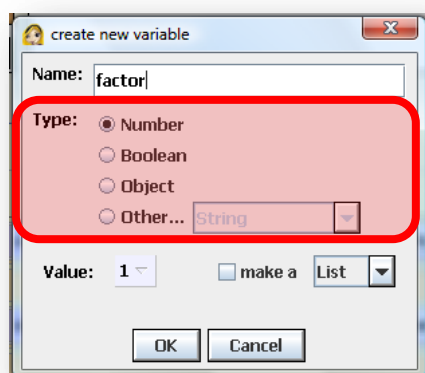 create new variable
Name: factor
Type: Number
Boolean
Object
Other... String
Value: 1 make a List
OK Cancel